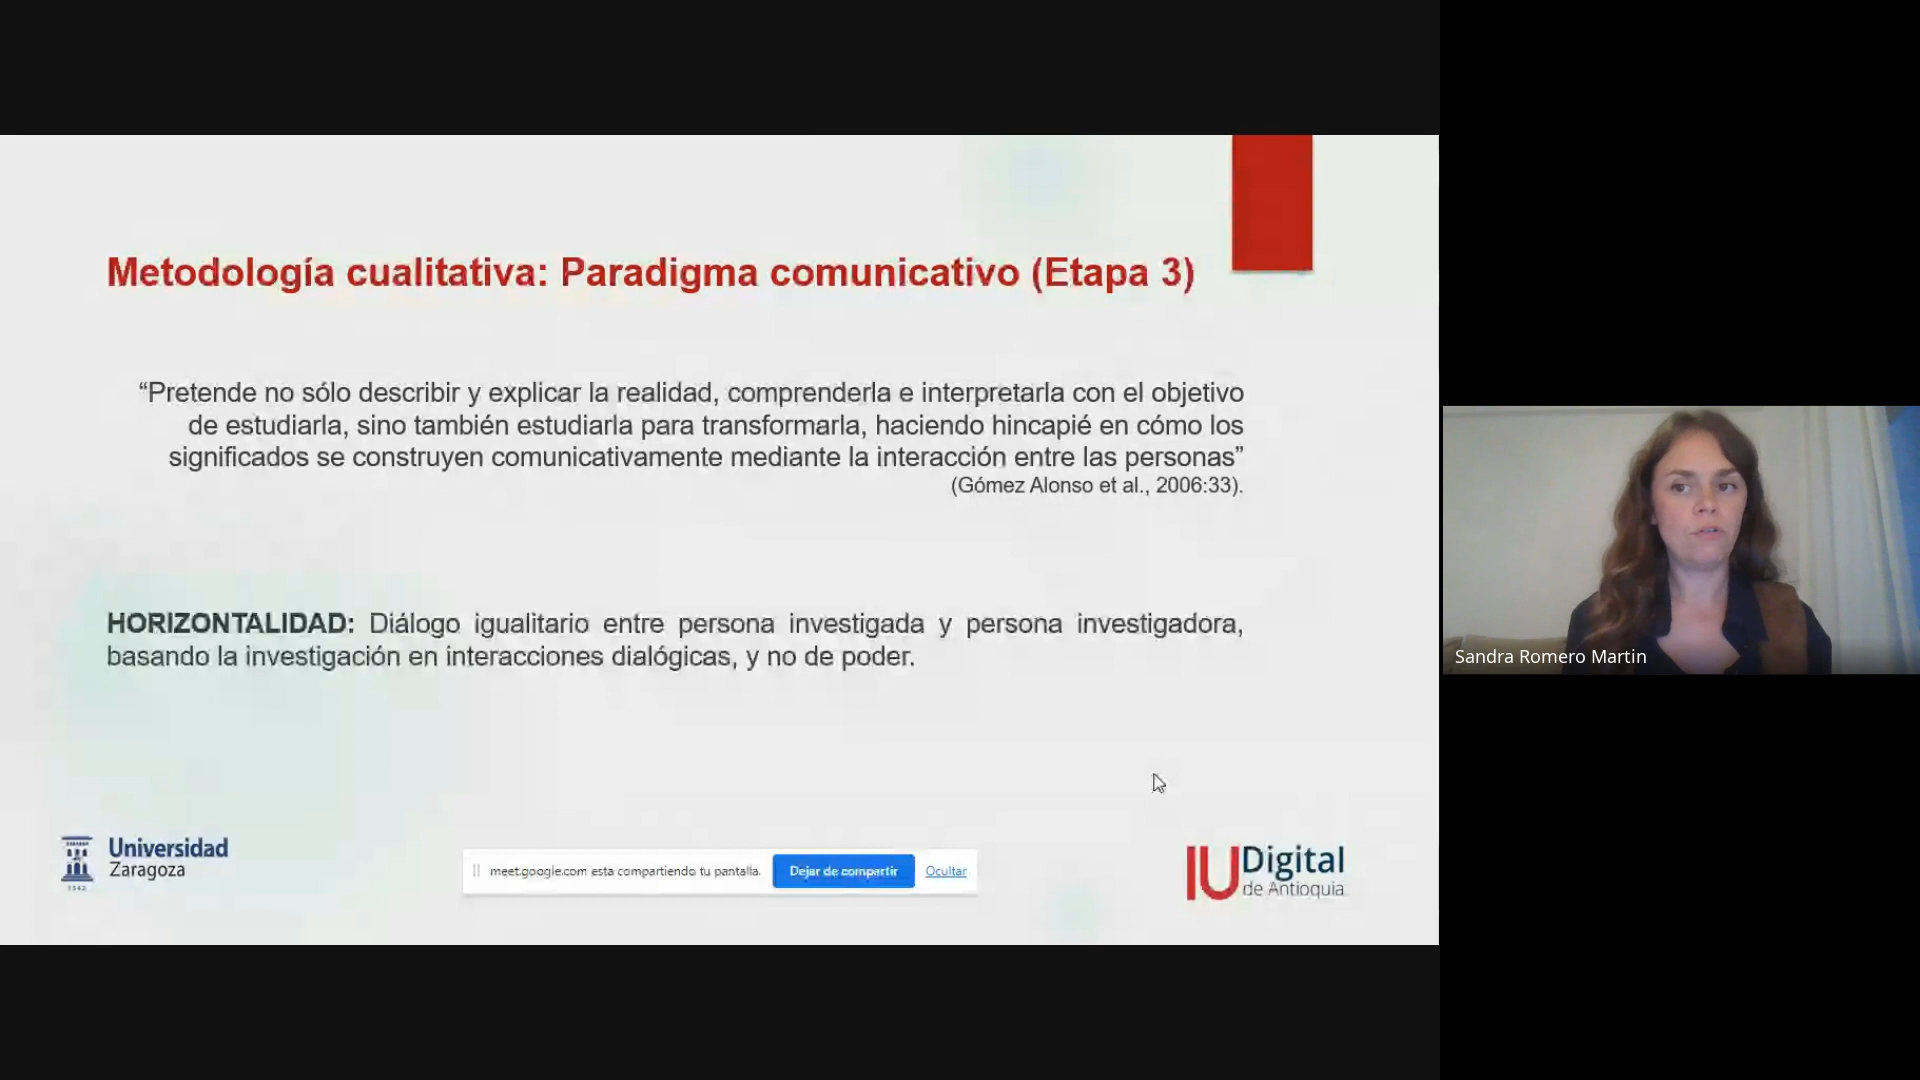 Metodología cualitativa: Paradigma comunicativo (Etapa 3)
“Pretende no sólo describir y explicar la realidad, comprenderla e interpretarla con el objetivo
de estudiarla, sino también estudiarla para transformarla, haciendo hincapié en cómo los
significados se construyen comunicativamente mediante la interacción entre las personas”
(Gómez Alonso et al., 2006:33).
HORIZONTALIDAD: Diálogo igualitario entre persona investigada y persona investigadora,
basando la investigación en interacciones dialógicas, y no de poder.
Sandra Romero Martin
Universidad
Zaragoza
1542
meet.google.com esta compartiendo tu pantalla.
Dejar de compartir
Ocultar
IUDigital
de Antioquia